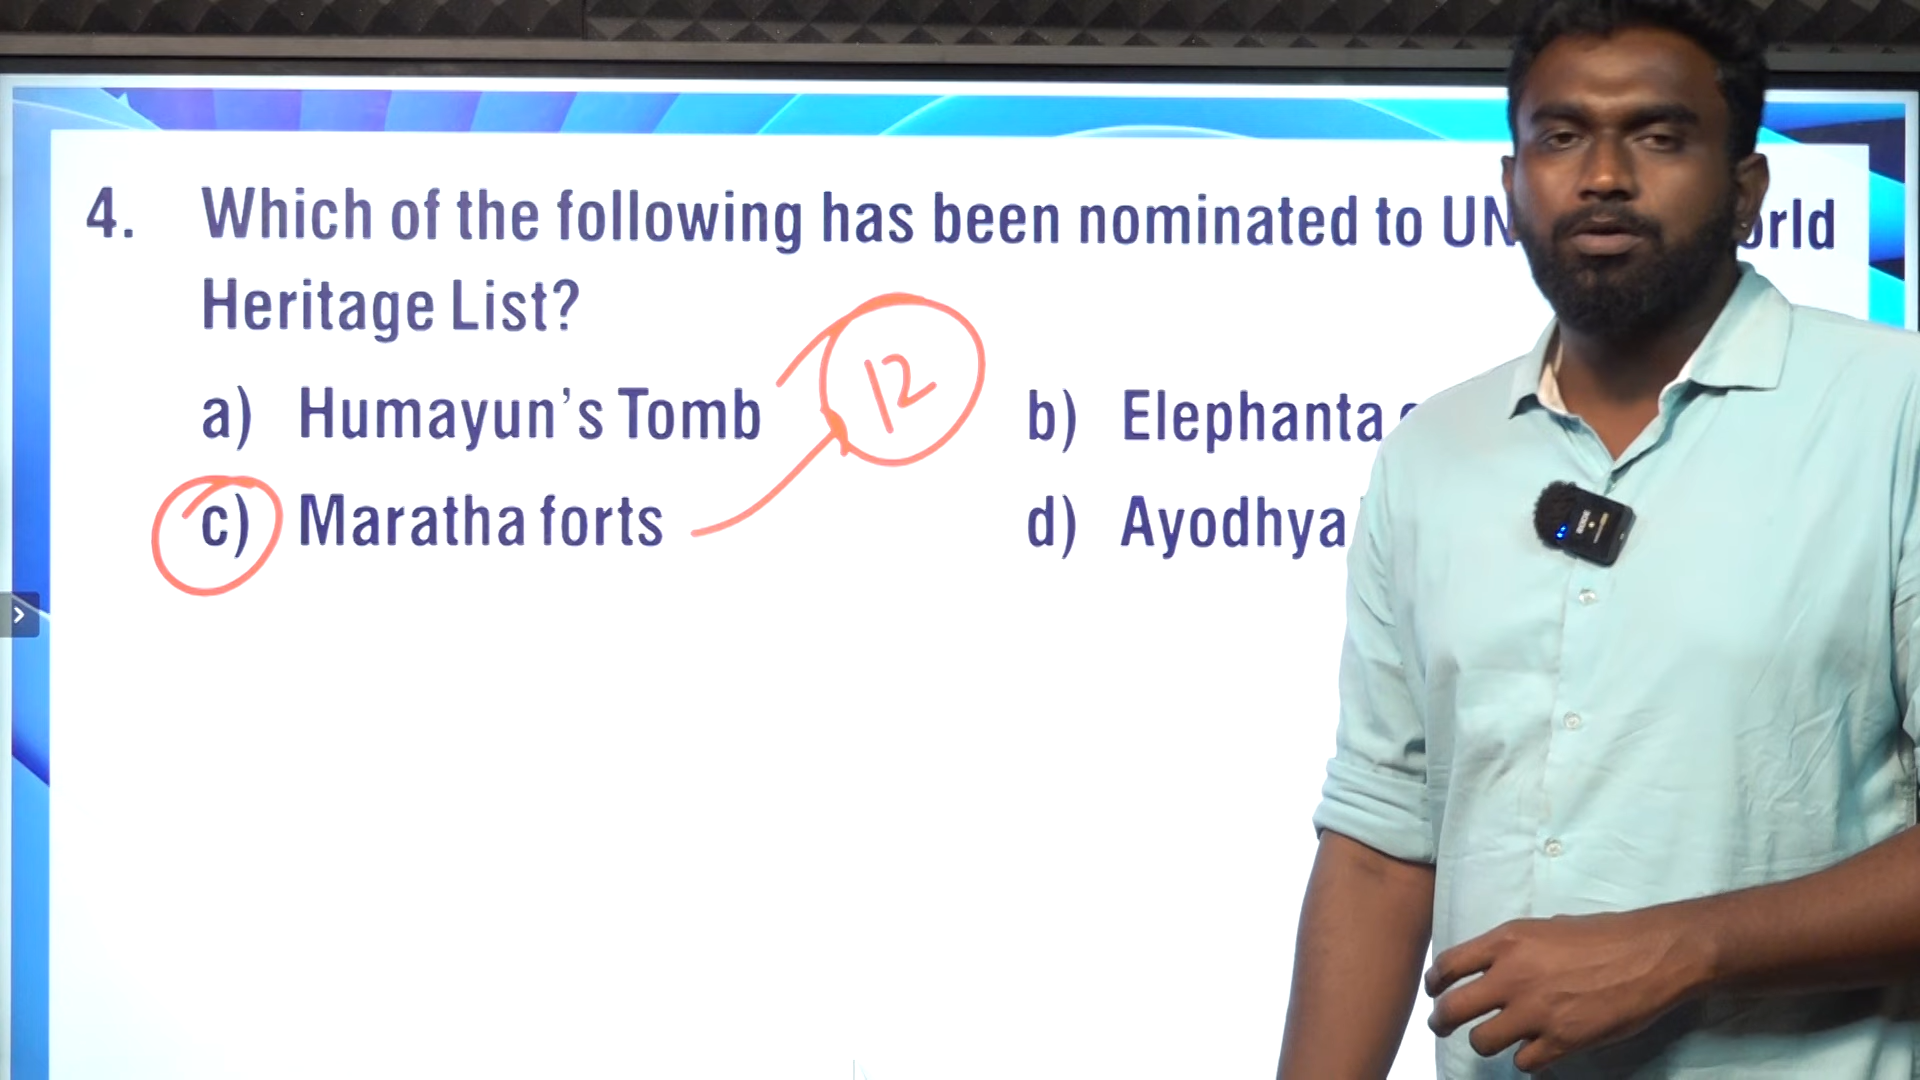 4. Which of the following has been nominated to UN orld
Heritage List?
12
a) Humayun's Tomb b) Elephanta
c) Maratha forts d) Ayodhya